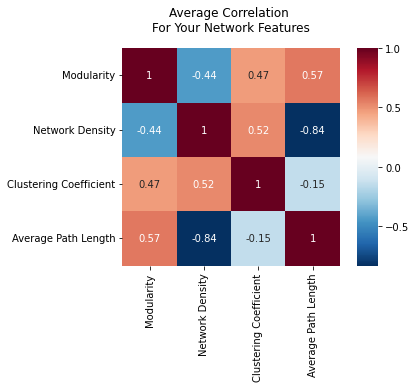 Average Correlation
For Your Network Features
Modularity 1 -0.44 0.47 0.57
Network Density -0.44 1 0.52 -0.84
Clustering Coefficient 0.47 0.52 1 -0.15
Average Path Length 0.57 -0.84 -0.15 1
Modularity
Network Density
Clustering Coefficient
Average Path Length
1.0
0.5
0.0
−0.5